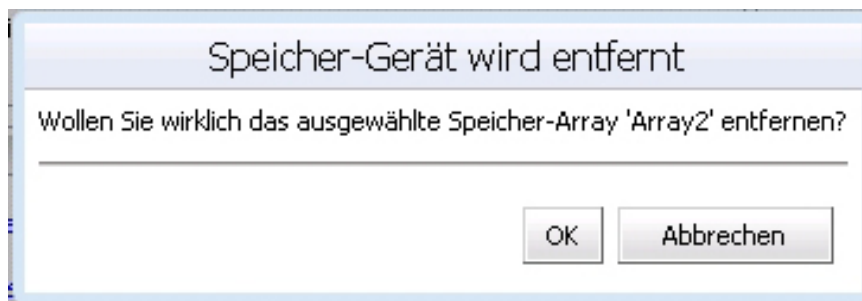 Speicher-Gerät wird entfernt
Wollen Sie wirklich das ausgewählte Speicher-Array 'Array2' entfernen?
OK
Abbrechen